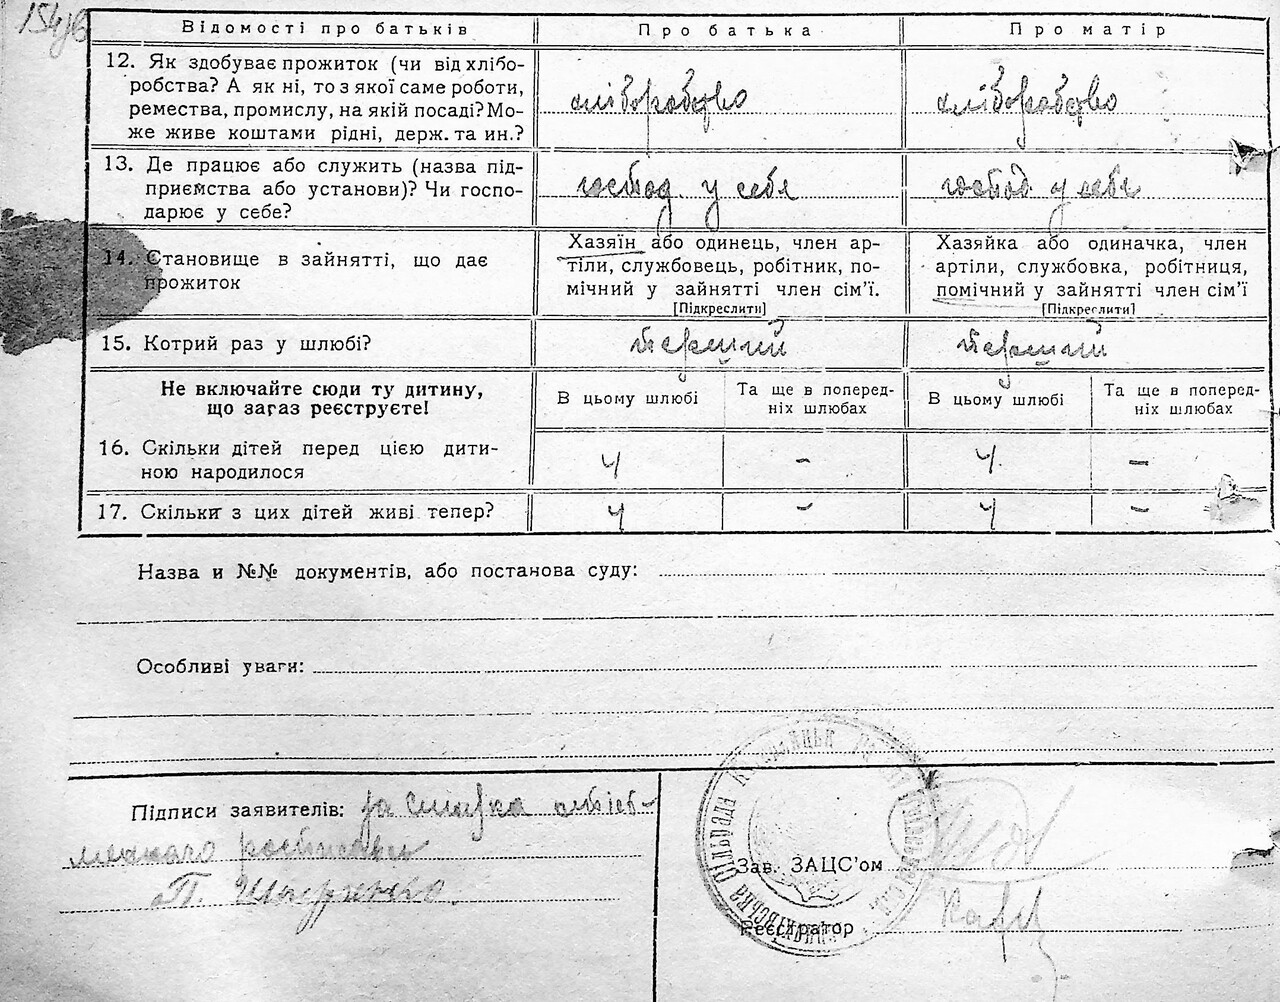 154зв
Відомості про батьків
Про батька
Про матір
12. Як здобуває прожиток (чи від хлібо-
робства? А як ні, то з якої саме роботи,
ремества, промислу, на якій посаді? Мо-
же живе коштами рідні, держ. та ин.?
хліборобство
хліборобство
13. Де працює або служить (назва під-
приємства або установи)? Чи госпо-
дарює у себе?
господ. у себе
господ у себе
14. Становище в зайнятті, що дає
прожиток
Хазяїн або одинець, член ар-
тіли, службовець, робітник, по-
мічний у зайнятті член сім’ї.
[Підкреслити]
Хазяйка або одиначка, член
артіли, службовка, робітниця,
помічний у зайнятті член сім’ї
[Підкреслити]
15. Котрий раз у шлюбі?
перший
перший
Не включайте сюди ту дитину,
що загаз реєструєте!
В цьому шлюбі
Та ще в поперед-
ніх шлюбах
В цьому шлюбі
Та ще в поперед-
ніх шлюбах
16. Скільки дітей перед цією дити-
ною народилося
4 - 4 -
17. Скільки з цих дітей живі тепер?
4 - 4 -
Назва и №№ документів, або постанова суду:
Особливі уваги:
Підписи заявителів: за
Т.
Зав. ЗАЦС’ом
Реєстратор
Сільрада